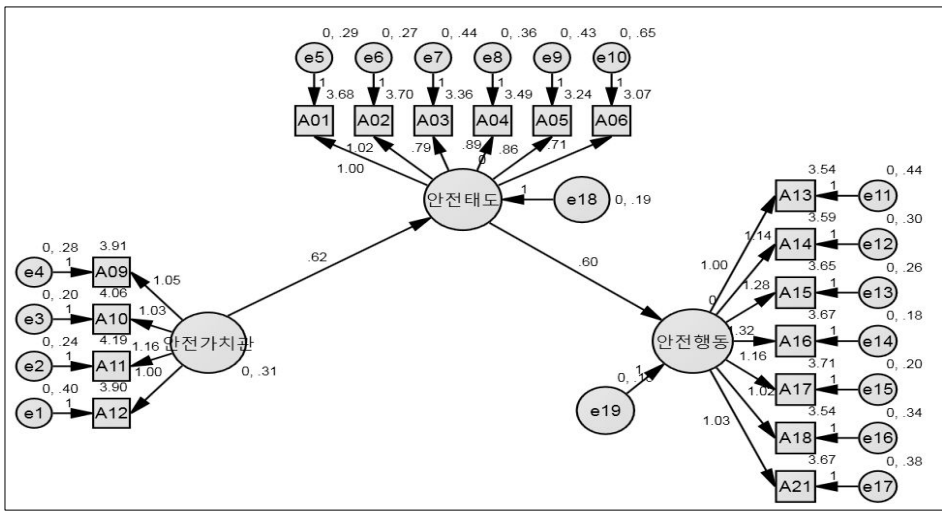 0, .29 0, .27 0, .44 0, .36 0, .43 0, .65
e5 e6 e7 e8 e9 e10
1 1 1 1 1 1
3.68 3.70 3.36 3.49 3.24 3.07
A01 A02 A03 A04 A05 A06
1.00 1.02 .79 .89 .86 .71
0
안전태도
1
e18
0, .19
.62
.60
0, .28 3.91
e4 1 A09 1.05
0, .20 4.06
e3 1 A10 1.03
0, .24 4.19
e2 1 A11 1.16
0, .40 3.90
e1 1 A12 1.00
안전가치관
0, .31
3.54 0, .44
A13 1 e11
1.00
3.59 0, .30
A14 1 e12
1.14
3.65 0, .26
A15 1 e13
1.28
3.67 0, .18
A16 1 e14
1.32
3.71 0, .20
A17 1 e15
1.16
3.54 0, .34
A18 1 e16
1.02
3.67 0, .38
A21 1 e17
1.03
0
안전행동
1
e19